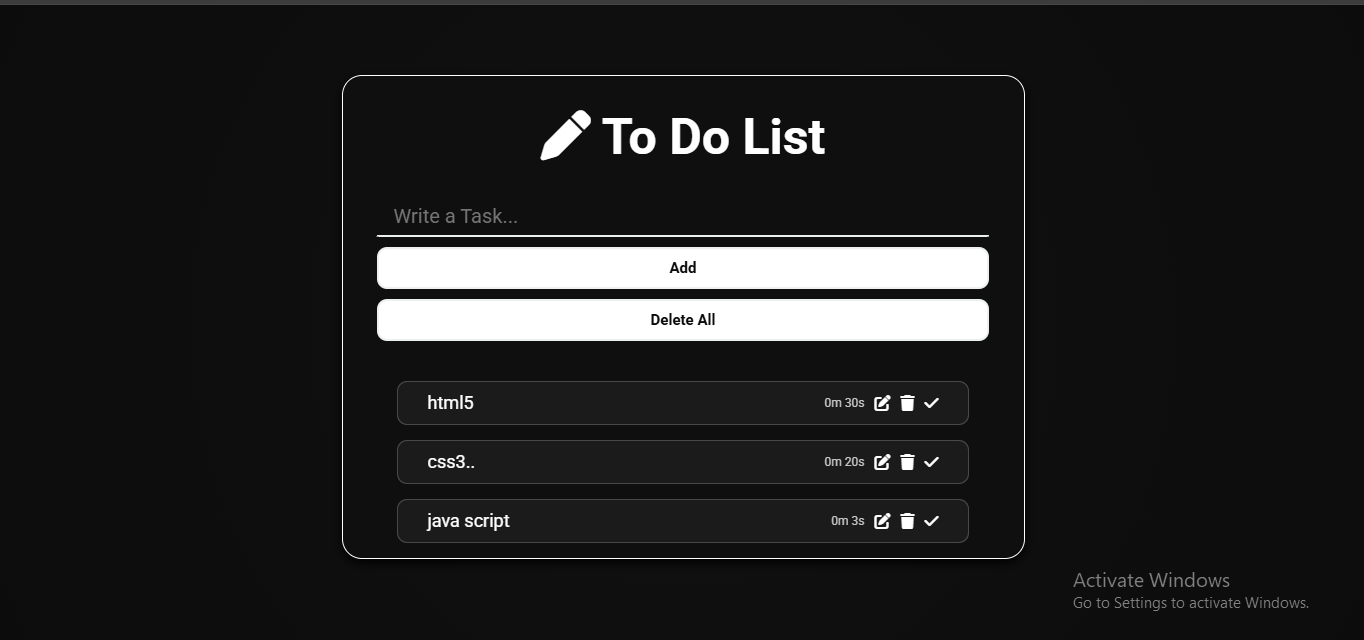 To Do List
Write a Task...
Add
Delete All
html5 0m 30s
css3.. 0m 20s
java script 0m 3s
Activate Windows
Go to Settings to activate Windows.